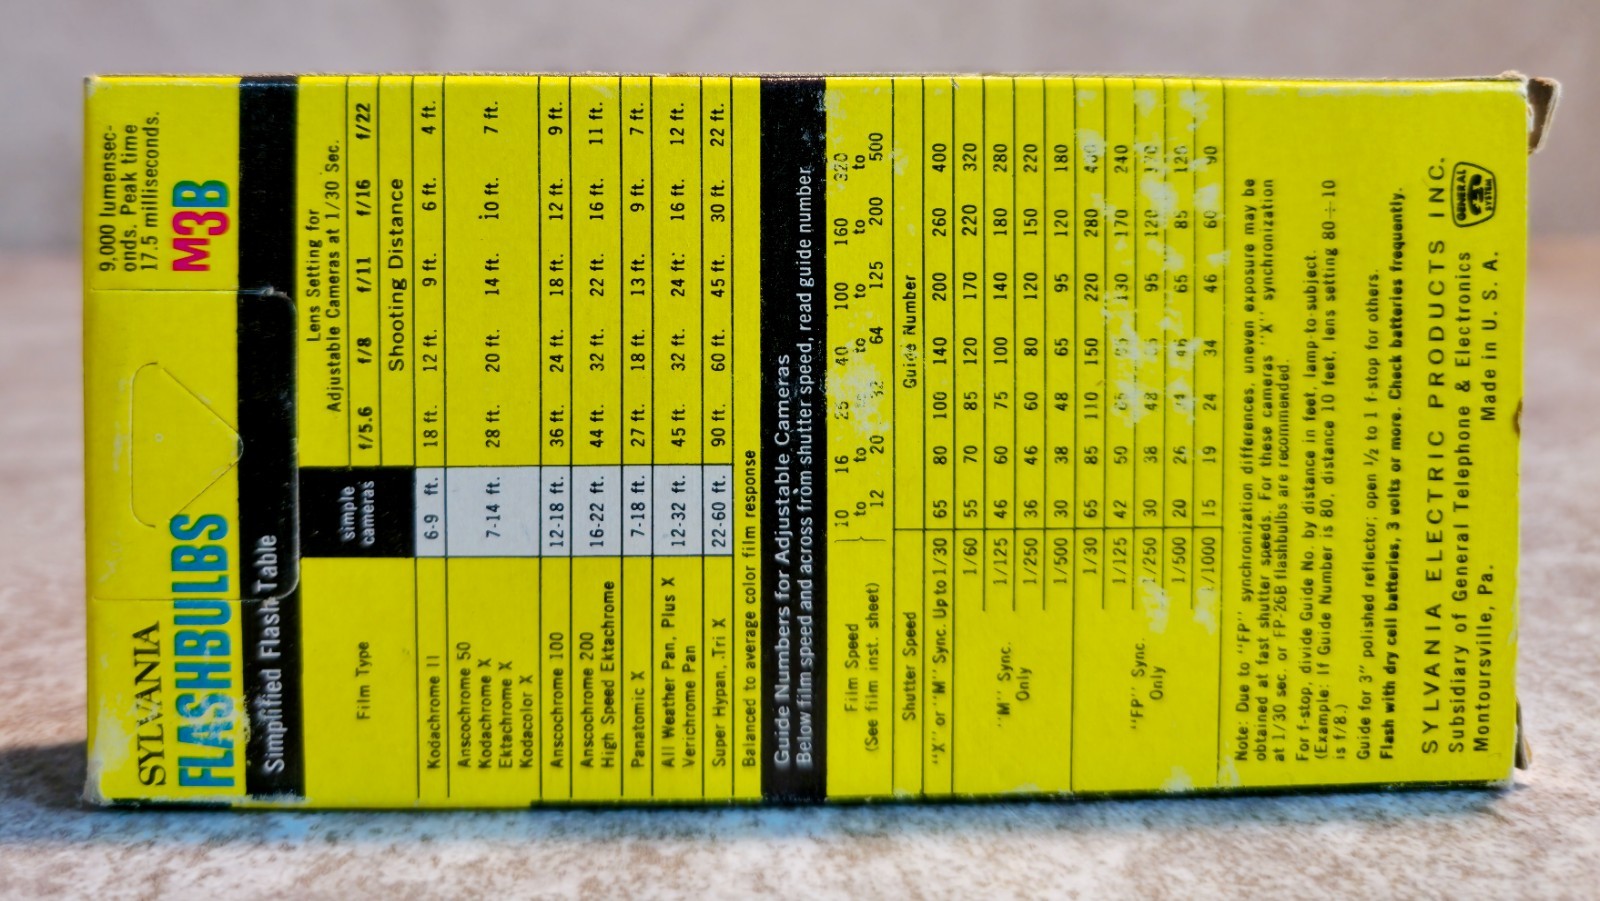 SYLVANIA
FLASHBULBS
9,000 lumensec-
onds. Peak time
17.5 milliseconds.
M3B
Simplified Flash Table
Film Type
simple
cameras
Lens Setting for
Adjustable Cameras at 1/30 Sec.
f/5.6 f/8 f/11 f/16 f/22
Shooting Distance
Kodachrome II 6-9 ft. 18 ft. 12 ft. 9 ft. 6 ft. 4 ft.
Anscochrome 50
Kodachrome X
Ektachrome X
Kodacolor X
7-14 ft. 28 ft. 20 ft. 14 ft. 10 ft. 7 ft.
Anscochrome 100 12-18 ft. 36 ft. 24 ft. 18 ft. 12 ft. 9 ft.
Anscochrome 200
High Speed Ektachrome
16-22 ft. 44 ft. 32 ft. 22 ft. 16 ft. 11 ft.
Panatomic X 7-18 ft. 27 ft. 18 ft. 13 ft. 9 ft. 7 ft.
All Weather Pan, Plus X
Verichrome Pan
12-32 ft. 45 ft. 32 ft. 24 ft. 16 ft. 12 ft.
Super Hypan, Tri X 22-60 ft. 90 ft. 60 ft. 45 ft. 30 ft. 22 ft.
Balanced to average color film response
Guide Numbers for Adjustable Cameras
Below film speed and across from shutter speed, read guide number.
Film Speed 10 16 25 40 100 160 320
to to to to to to
(See film inst. sheet) 12 20 32 64 125 200 500
Shutter Speed Guide Number
"X" or "M" Sync. Up to 1/30 65 80 100 140 200 260 400
1/60 55 70 85 120 170 220 320
"M" Sync.
Only
1/125 46 60 75 100 140 180 280
1/250 36 46 60 80 120 150 220
1/500 30 38 48 65 95 120 180
"FP" Sync.
Only
1/30 65 85 110 150 220 280 400
1/125 42 50 65 130 170 240
1/250 30 38 48 95 120 170
1/500 20 26 46 65 85 120
1/1000 15 19 24 34 46 60 90
Note: Due to "FP" synchronization differences, uneven exposure may be
obtained at fast shutter speeds. For these cameras "X" synchronization
at 1/30 sec. or FP-26B flashbulbs are recommended.
For f-stop, divide Guide No. by distance in feet, lamp-to-subject.
(Example: If Guide Number is 80, distance 10 feet, lens setting 80÷10
is f/8.)
Guide for 3" polished reflector; open ½ to 1 f-stop for others.
Flash with dry cell batteries, 3 volts or more. Check batteries frequently.
SYLVANIA ELECTRIC PRODUCTS INC.
Subsidiary of General Telephone & Electronics
Montoursville, Pa. Made in U. S. A.
GENERAL
SYSTEM